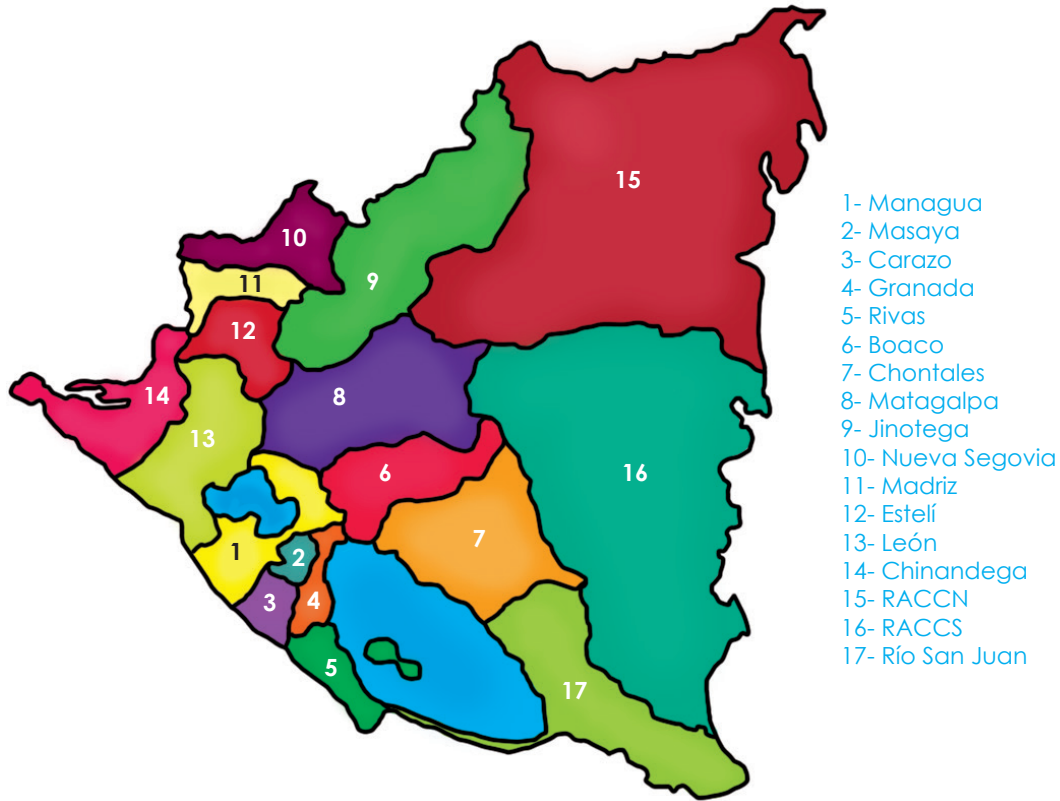 15
10
11
9
12
14
8
13
6
16
7
1
2
3
4
5
17
1- Managua
2- Masaya
3- Carazo
4- Granada
5- Rivas
6- Boaco
7- Chontales
8- Matagalpa
9- Jinotega
10- Nueva Segovia
11- Madriz
12- Estelí
13- León
14- Chinandega
15- RACCN
16- RACCS
17- Río San Juan